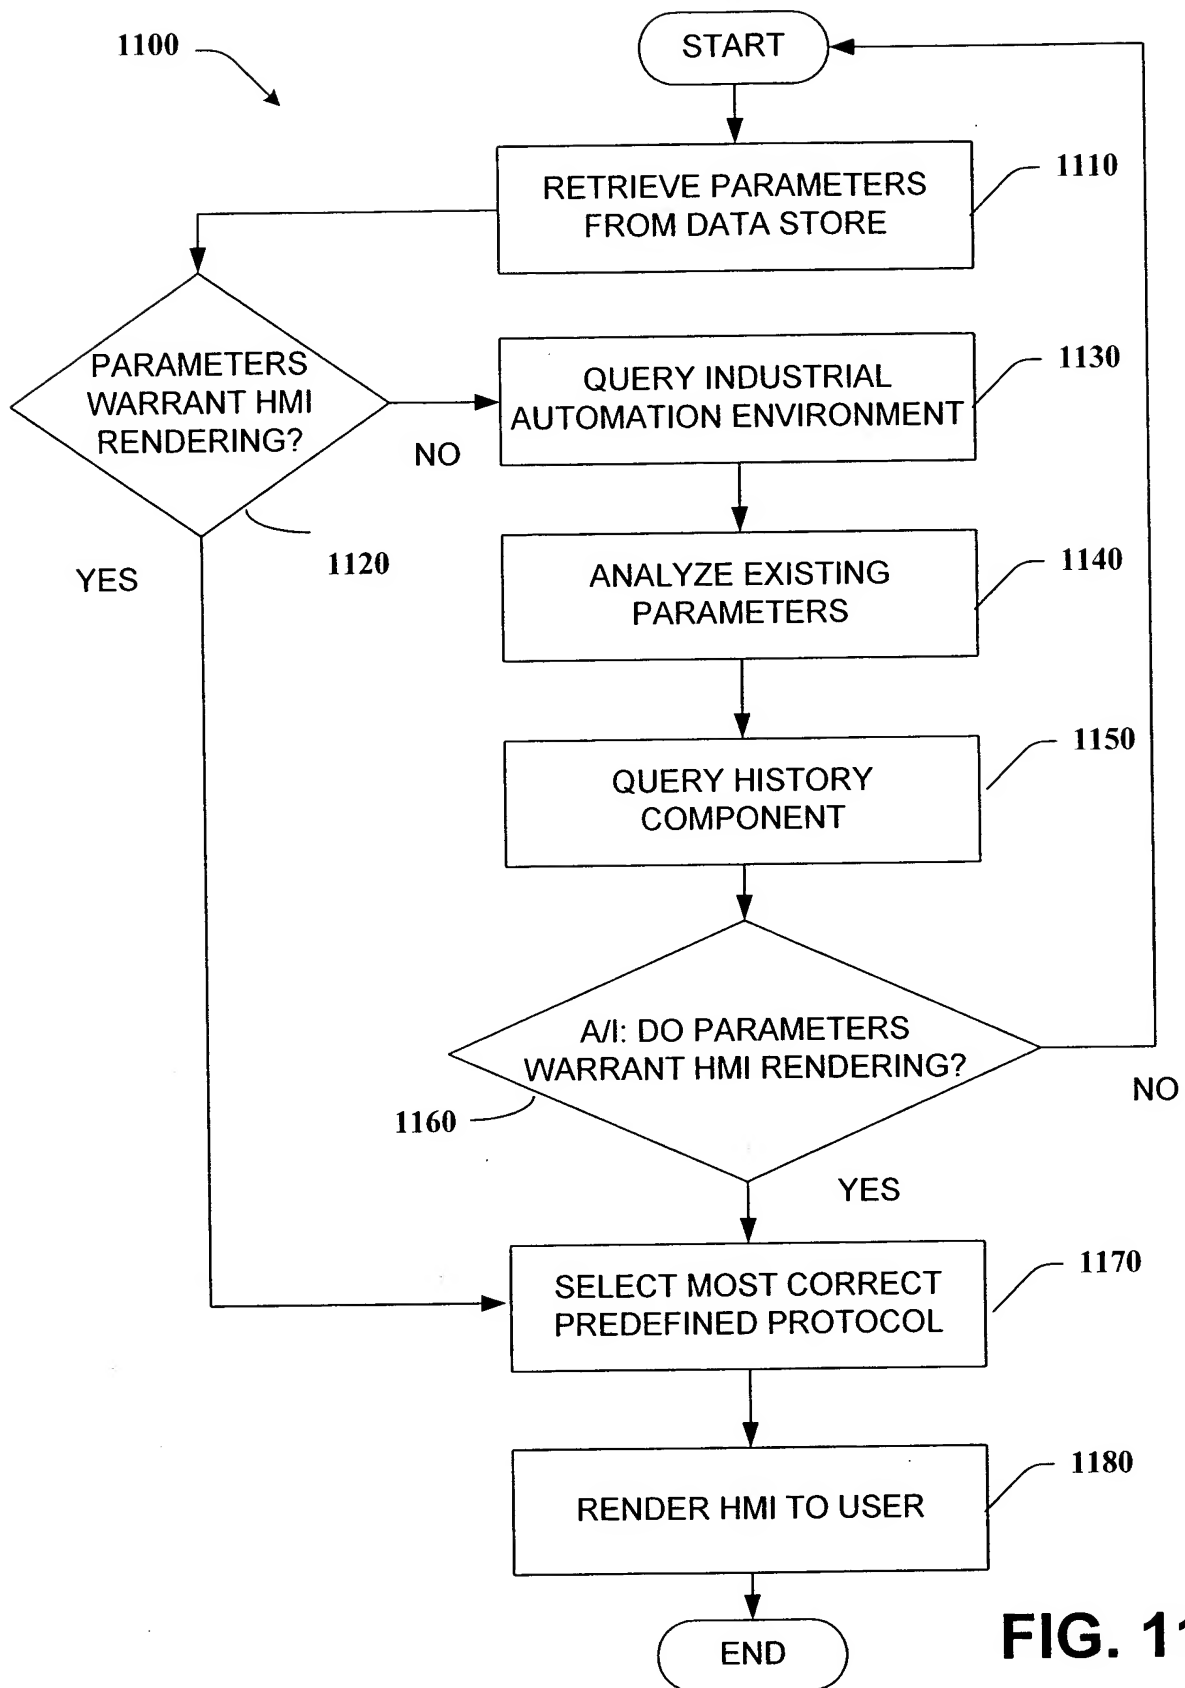 1100
START
RETRIEVE PARAMETERS
FROM DATA STORE
1110
PARAMETERS
WARRANT HMI
RENDERING?
NO
YES
1120
QUERY INDUSTRIAL
AUTOMATION ENVIRONMENT
1130
ANALYZE EXISTING
PARAMETERS
1140
QUERY HISTORY
COMPONENT
1150
A/I: DO PARAMETERS
WARRANT HMI RENDERING?
NO
1160
YES
SELECT MOST CORRECT
PREDEFINED PROTOCOL
1170
RENDER HMI TO USER
1180
END
FIG. 11